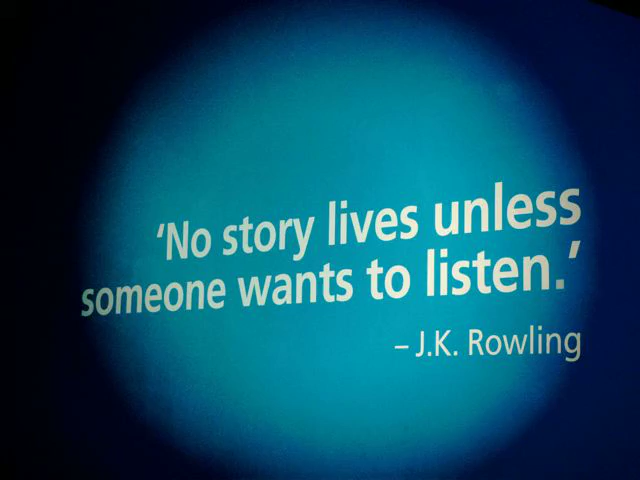 ‘No story lives unless
someone wants to listen.’
– J.K. Rowling